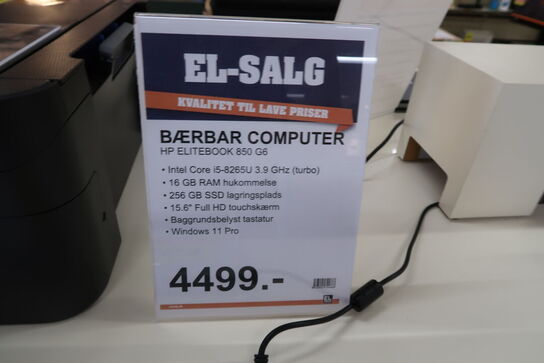 EL-SALG
KVALITET TIL LAVE PRISER
BÆRBAR COMPUTER
HP ELITEBOOK 850 G6
• Intel Core i5-8265U 3.9 GHz (turbo)
• 16 GB RAM hukommelse
• 256 GB SSD lagringsplads
• 15.6" Full HD touchskærm
• Baggrundsbelyst tastatur
• Windows 11 Pro
4499.-
EL